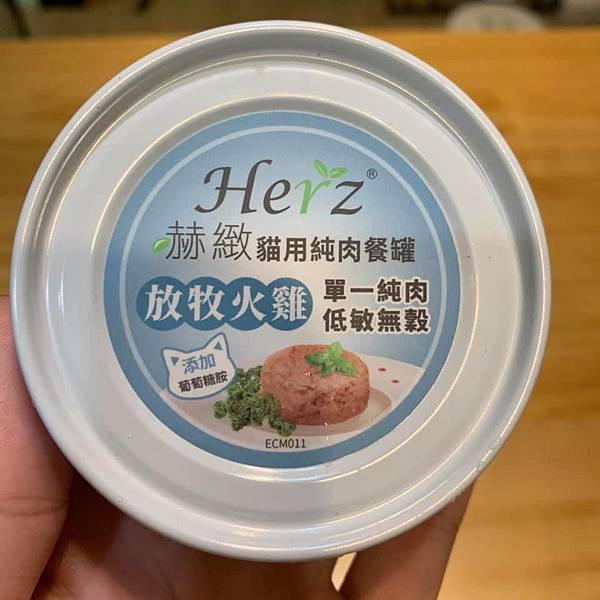 Herz®
赫緻 貓用純肉餐罐
放牧火雞
單一純肉
低敏無穀
添加
葡萄糖胺
ECM011